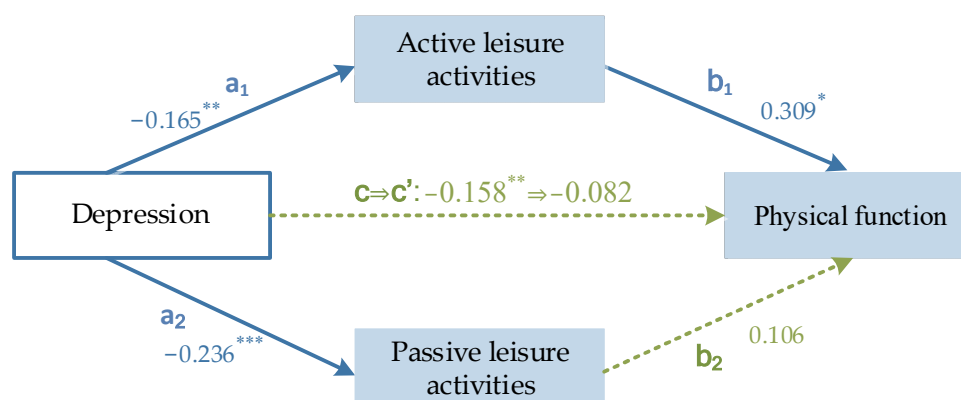 Active leisure
activities
a₁
−0.165**
b₁
0.309*
Depression
c⇒c’:−0.158**⇒−0.082
Physical function
a₂
−0.236***
Passive leisure
activities
b₂
0.106